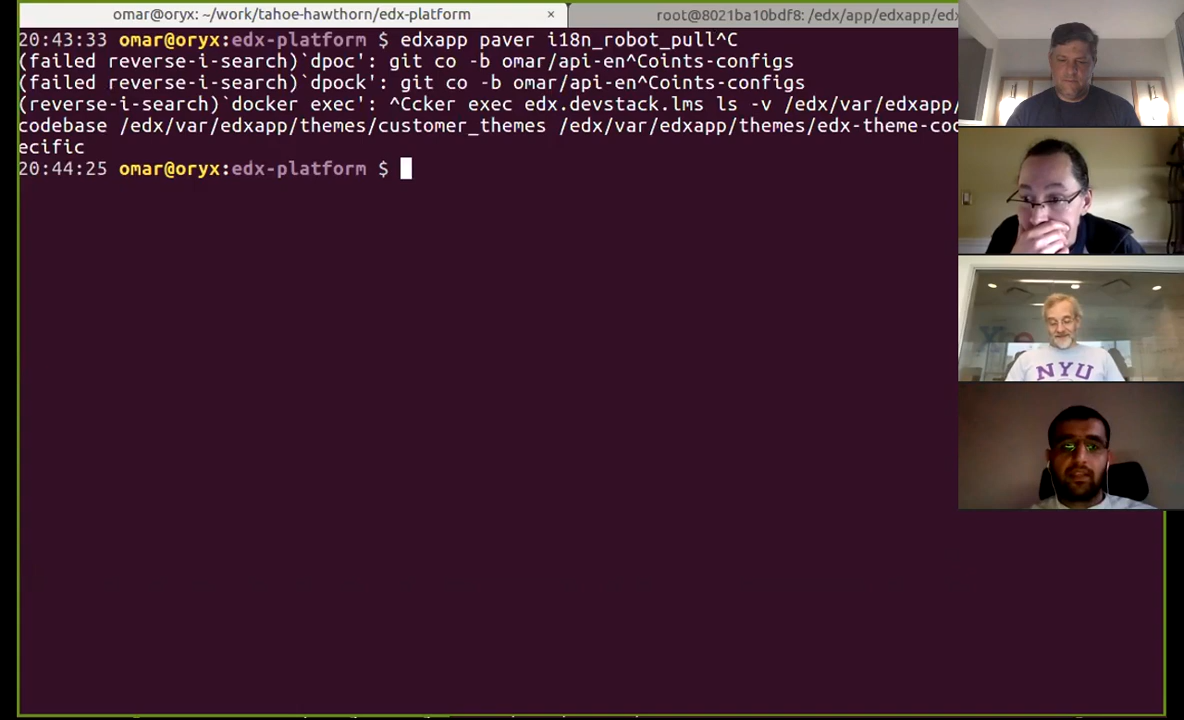 omar@oryx: ~/work/tahoe-hawthorn/edx-platform × root@8021ba10bdf8: /edx/app/edxapp/edx
20:43:33 omar@oryx:edx-platform $ edxapp paver i18n_robot_pull^C
(failed reverse-i-search)`dpoc': git co -b omar/api-en^Coints-configs
(failed reverse-i-search)`dpock': git co -b omar/api-en^Coints-configs
(reverse-i-search)`docker exec': ^Ccker exec edx.devstack.lms ls -v /edx/var/edxapp/
codebase /edx/var/edxapp/themes/customer_themes /edx/var/edxapp/themes/edx-theme-co
ecific
20:44:25 omar@oryx:edx-platform $
NYU